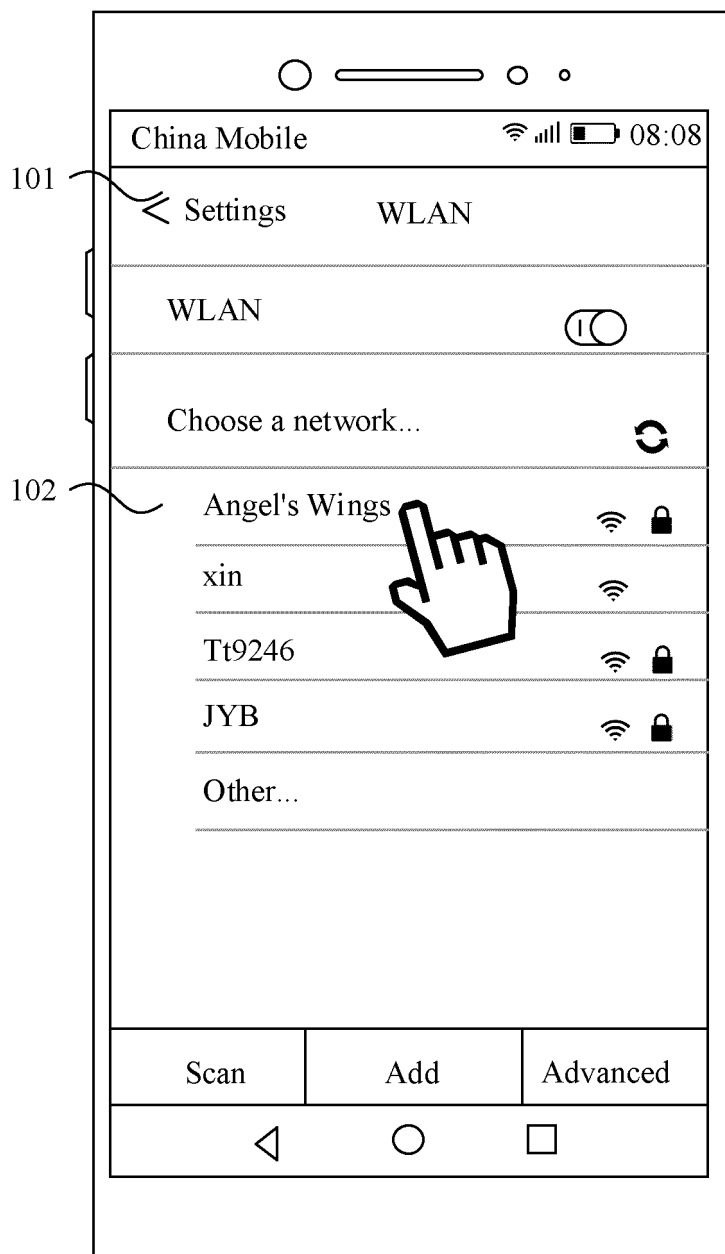 China Mobile 08:08
101
Settings WLAN
WLAN
Choose a network...
102
Angel's Wings
xin
Tt9246
JYB
Other...
Scan Add Advanced